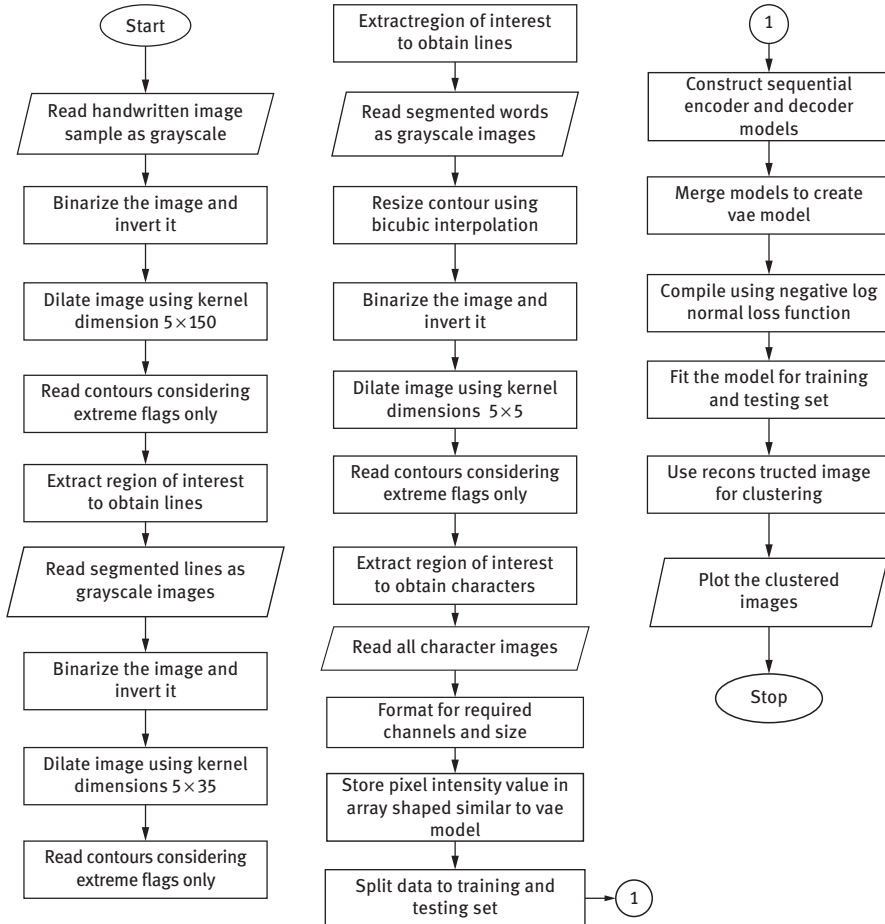 Start
Read handwritten image
sample as grayscale
Binarize the image and
invert it
Dilate image using kernel
dimension 5×150
Read contours considering
extreme flags only
Extract region of interest
to obtain lines
Read segmented lines as
grayscale images
Binarize the image and
invert it
Dilate image using kernel
dimensions 5×35
Read contours considering
extreme flags only
Extractregion of interest
to obtain lines
Read segmented words
as grayscale images
Resize contour using
bicubic interpolation
Binarize the image and
invert it
Dilate image using kernel
dimensions 5×5
Read contours considering
extreme flags only
Extract region of interest
to obtain characters
Read all character images
Format for required
channels and size
Store pixel intensity value in
array shaped similar to vae
model
Split data to training and
testing set
1
1
Construct sequential
encoder and decoder
models
Merge models to create
vae model
Compile using negative log
normal loss function
Fit the model for training
and testing set
Use recons tructed image
for clustering
Plot the clustered
images
Stop